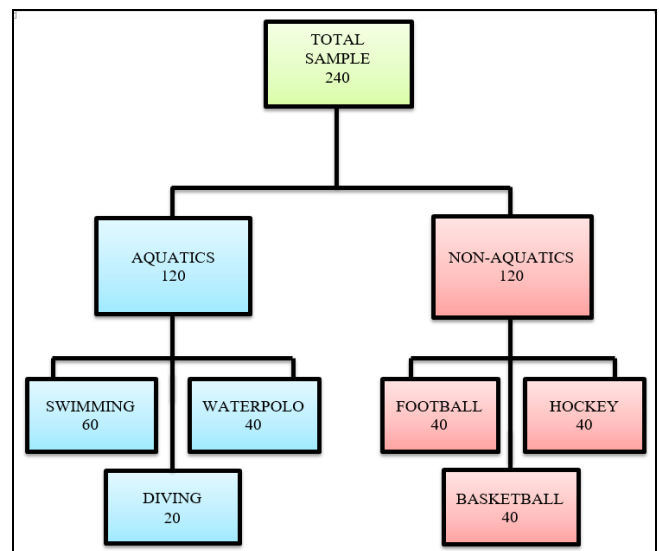 TOTAL
SAMPLE
240
AQUATICS
120
NON-AQUATICS
120
SWIMMING
60
WATERPOLO
40
FOOTBALL
40
HOCKEY
40
DIVING
20
BASKETBALL
40